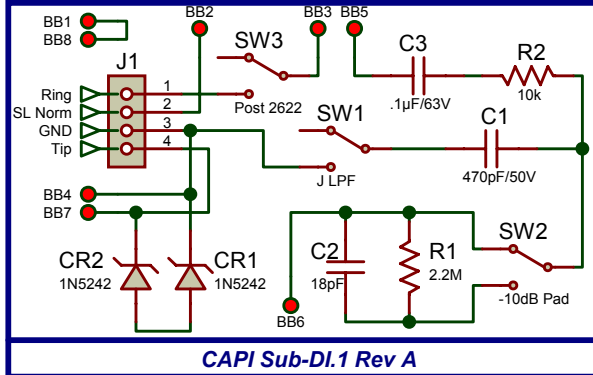 BB1
BB8
BB2
BB3
BB5
J1
SW3
C3
R2
Ring
SL Norm
GND
Tip
1
2
3
4
Post 2622
.1µF/63V
10k
SW1
C1
J LPF
470pF/50V
BB4
BB7
CR2
1N5242
CR1
1N5242
C2
18pF
R1
2.2M
SW2
-10dB Pad
BB6
CAPI Sub-DI.1 Rev A